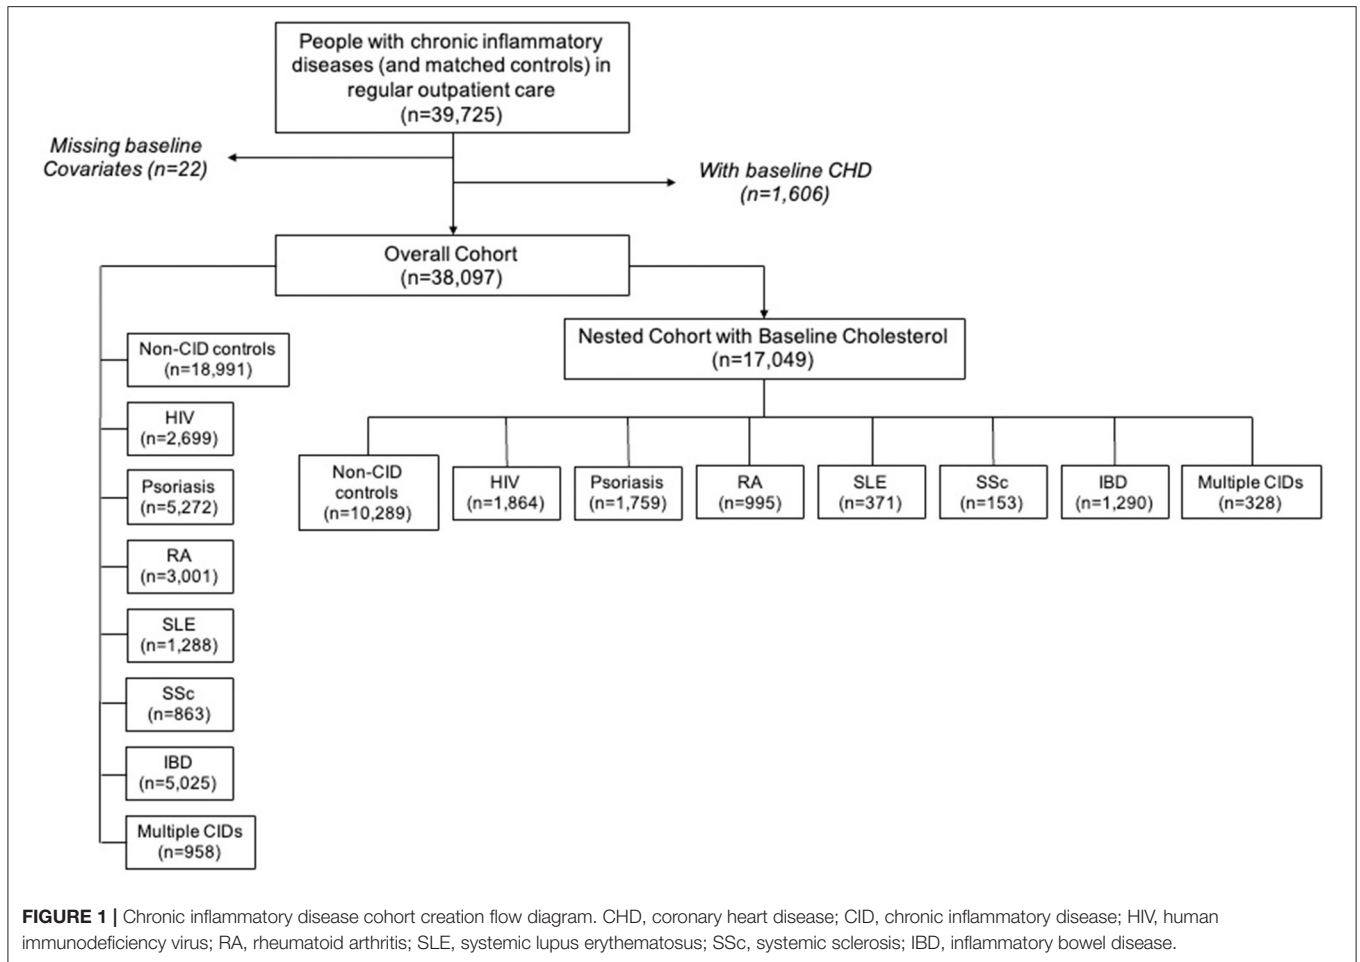 People with chronic inflammatory
diseases (and matched controls) in
regular outpatient care
(n=39,725)
Missing baseline
Covariates (n=22)
With baseline CHD
(n=1,606)
Overall Cohort
(n=38,097)
Nested Cohort with Baseline Cholesterol
(n=17,049)
Non-CID controls
(n=18,991)
HIV
(n=2,699)
Psoriasis
(n=5,272)
RA
(n=3,001)
SLE
(n=1,288)
SSc
(n=863)
IBD
(n=5,025)
Multiple CIDs
(n=958)
Non-CID
controls
(n=10,289)
HIV
(n=1,864)
Psoriasis
(n=1,759)
RA
(n=995)
SLE
(n=371)
SSc
(n=153)
IBD
(n=1,290)
Multiple CIDs
(n=328)
FIGURE 1 | Chronic inflammatory disease cohort creation flow diagram. CHD, coronary heart disease; CID, chronic inflammatory disease; HIV, human
immunodeficiency virus; RA, rheumatoid arthritis; SLE, systemic lupus erythematosus; SSc, systemic sclerosis; IBD, inflammatory bowel disease.